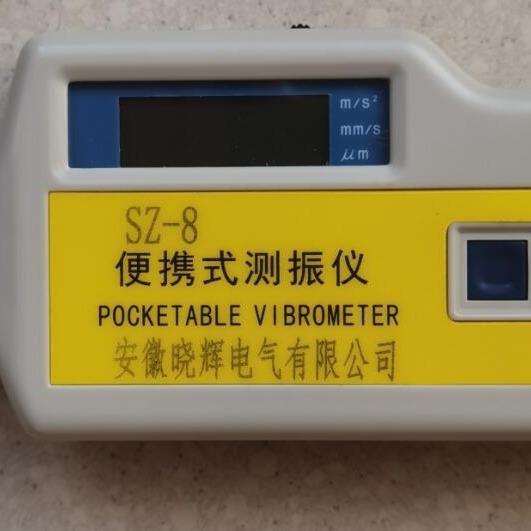 m/s²
mm/s
μm
SZ-8
便携式测振仪
POCKETABLE VIBROMETER
安徽晓辉电气有限公司